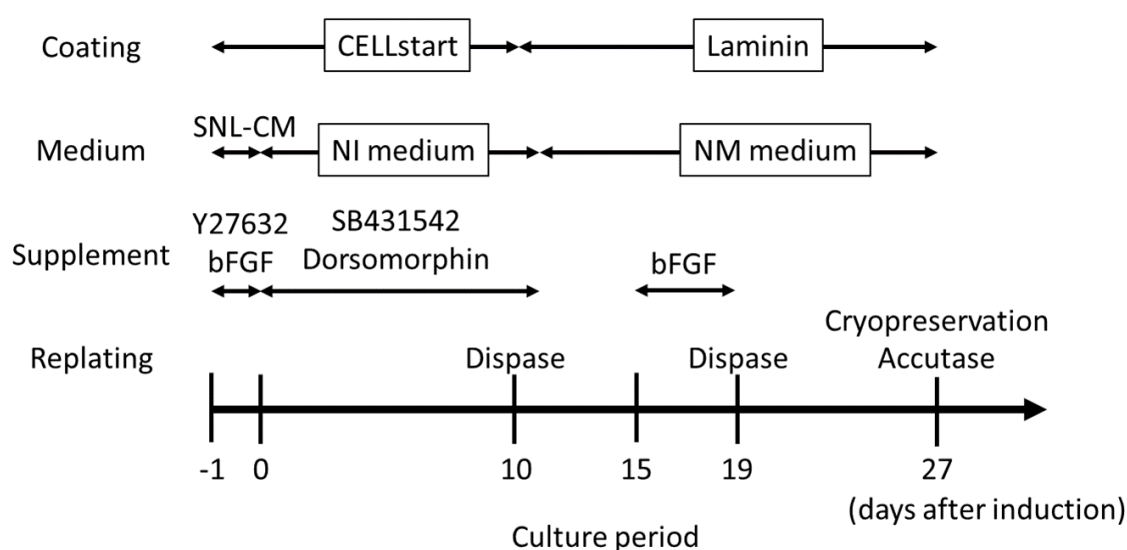 Coating CELLstart Laminin
SNL-CM
Medium NI medium NM medium
Y27632 SB431542
Supplement bFGF Dorsomorphin bFGF
Cryopreservation
Replating Dispase Dispase Accutase
-1 0 10 15 19 27
(days after induction)
Culture period